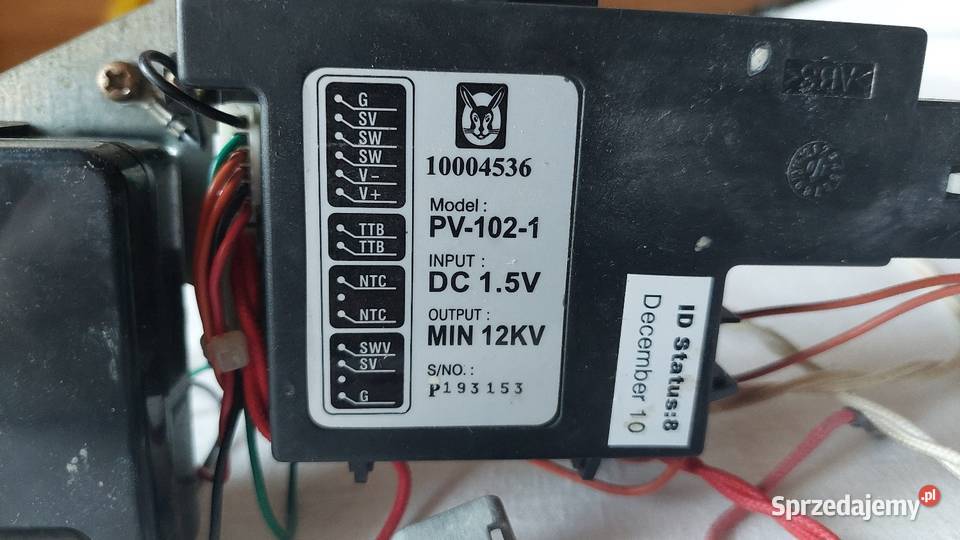 G
SV
SW
SW
V-
V+
TTB
TTB
NTC
NTC
SWV
SV
G
10004536
Model :
PV-102-1
INPUT :
DC 1.5V
OUTPUT :
MIN 12KV
S/NO. :
P193153
ID Status:8
December 10
Sprzedajemy.pl